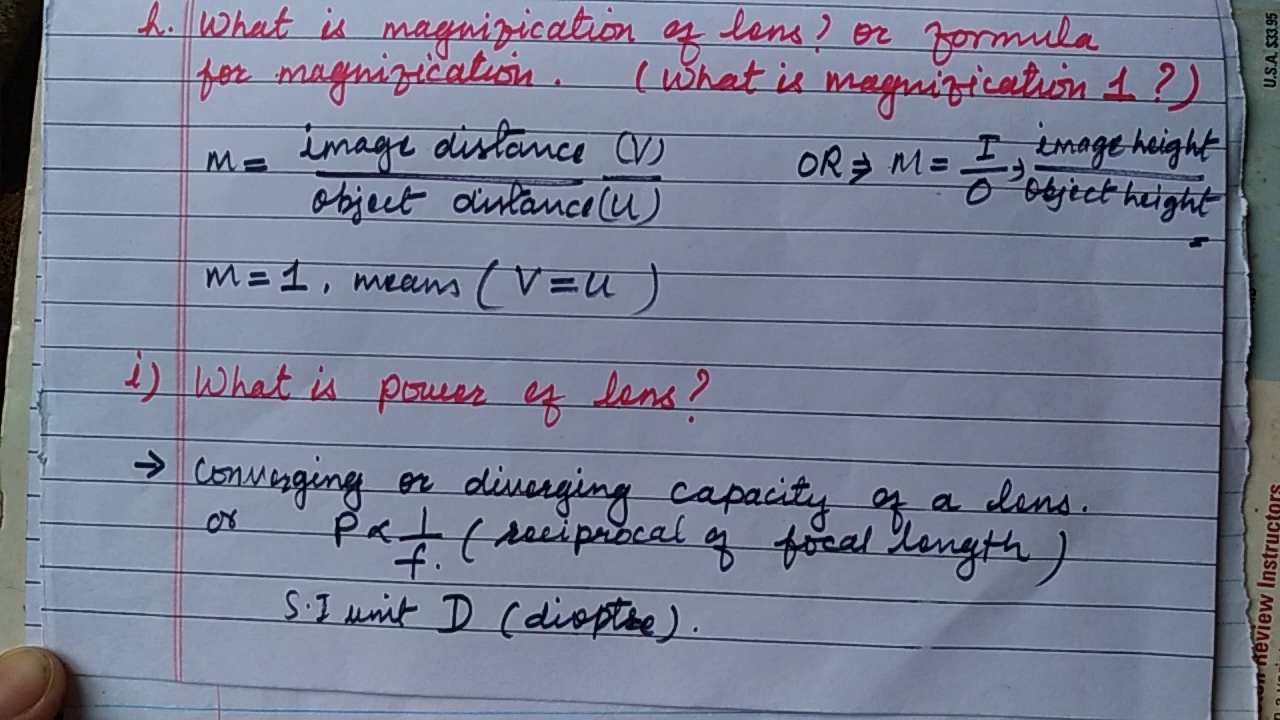 h. What is magnification of lens? or formula
for magnification. (What is magnification 1?)
m = image distance (V) / object distance (U) OR ⇒ M = I / O , image height / object height
m = 1, means (V = u)
i) What is power of lens?
→ Converging or diverging capacity of a lens.
or P ∝ 1 / f. (reciprocal of focal length)
S.I unit D (dioptre).
U.S.A. $33.95
Review Instructors